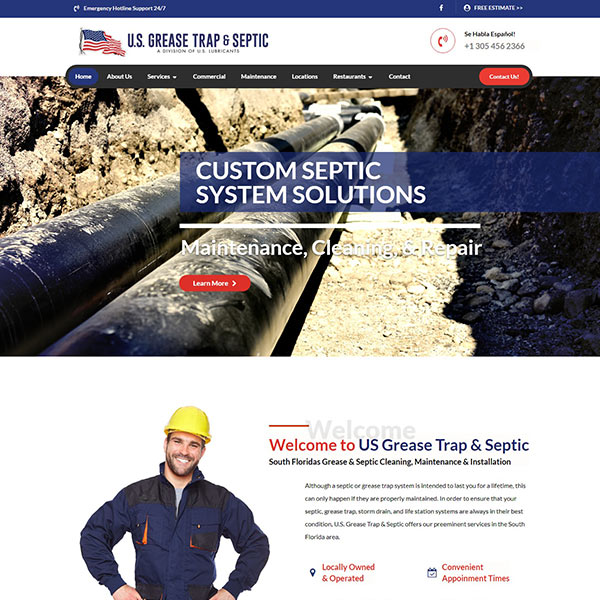 Emergency Hotline Support 24/7
FREE ESTIMATE >>
U.S. GREASE TRAP & SEPTIC
A DIVISION OF U.S. LUBRICANTS
Se Habla Español!
+1 305 456 2366
Home About Us Services Commercial Maintenance Locations Restaurants Contact Contact Us!
CUSTOM SEPTIC
SYSTEM SOLUTIONS
Maintenance, Cleaning, & Repair
Learn More
Welcome
Welcome to US Grease Trap & Septic
South Floridas Grease & Septic Cleaning, Maintenance & Installation
Although a septic or grease trap system is intended to last you for a lifetime, this
can only happen if they are properly maintained. In order to ensure that your
septic, grease trap, storm drain, and life station systems are always in their best
condition, U.S. Grease Trap & Septic offers our preeminent services in the South
Florida area.
Locally Owned
& Operated
Convenient
Appoinment Times